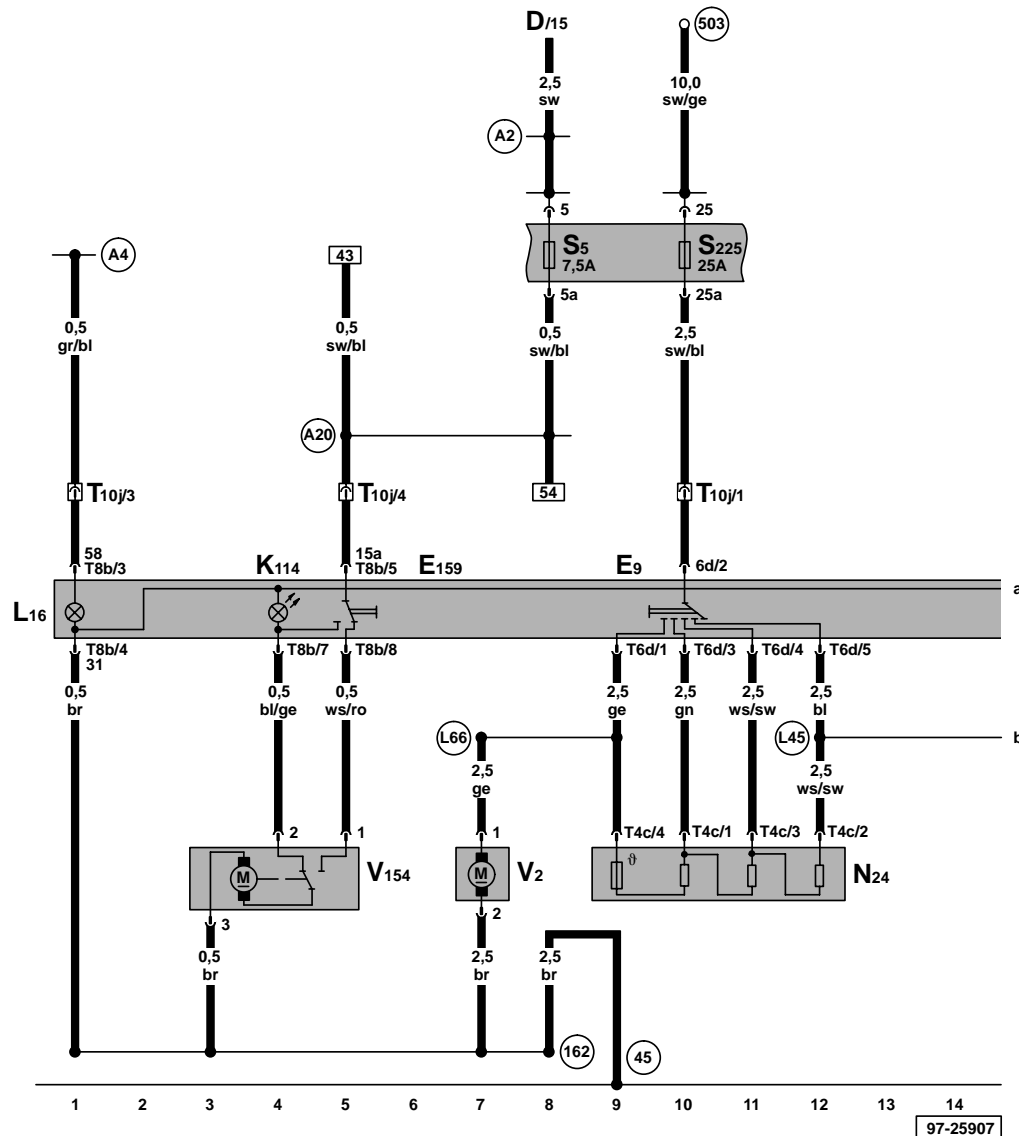 D/15
503
2,5
sw
10,0
sw/ge
A2
5
25
S5
7,5A
S225
25A
A4
43
5a
25a
0,5
gr/bl
0,5
sw/bl
0,5
sw/bl
2,5
sw/bl
A20
T10j/3
T10j/4
54
T10j/1
58
T8b/3
K114
15a
T8b/5
E159
E9
6d/2
a
L16
T8b/4
31
T8b/7
T8b/8
T6d/1
T6d/3
T6d/4
T6d/5
0,5
br
0,5
bl/ge
0,5
ws/ro
2,5
ge
2,5
gn
2,5
ws/sw
2,5
bl
L66
L45
b
2,5
ge
2,5
ws/sw
2
1
1
T4c/4
T4c/1
T4c/3
T4c/2
M
V154
M
V2
ϑ
N24
3
2
0,5
br
2,5
br
2,5
br
162
45
1 2 3 4 5 6 7 8 9 10 11 12 13 14
97-25907